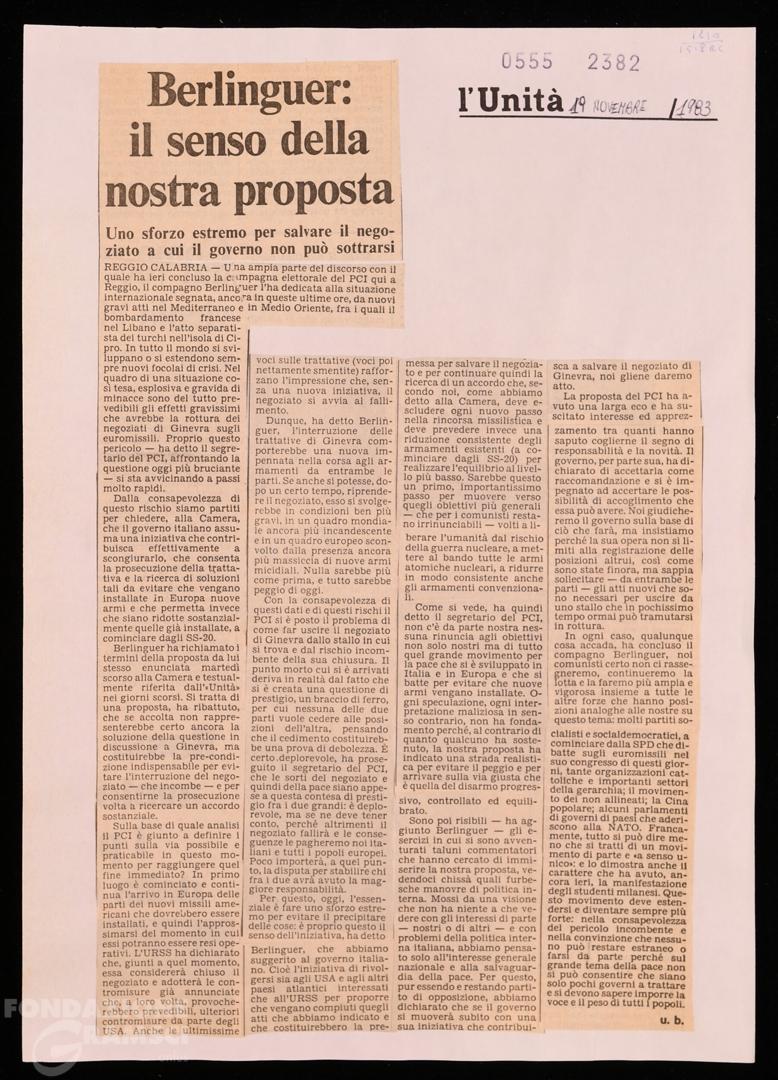 0555 2382
l'Unità 19 NOVEMBRE / 1983
Berlinguer:
il senso della
nostra proposta
Uno sforzo estremo per salvare il nego-
ziato a cui il governo non può sottrarsi
REGGIO CALABRIA — Una ampia parte del discorso con il
quale ha ieri concluso la campagna elettorale del PCI qui a
Reggio, il compagno Berlinguer l'ha dedicata alla situazione
internazionale segnata, ancora in queste ultime ore, da nuovi
gravi atti nel Mediterraneo e in Medio Oriente, fra i quali il
bombardamento francese
nel Libano e l'atto separati-
sta dei turchi nell'isola di Ci-
pro. In tutto il mondo si svi-
luppano o si estendono sem-
pre nuovi focolai di crisi. Nel
quadro di una situazione co-
sì tesa, esplosiva e gravida di
minacce sono del tutto pre-
vedibili gli effetti gravissimi
che avrebbe la rottura dei
negoziati di Ginevra sugli
euromissili. Proprio questo
pericolo — ha detto il segre-
tario del PCI, affrontando la
questione oggi più bruciante
— si sta avvicinando a passi
molto rapidi.
Dalla consapevolezza di
questo rischio siamo partiti
per chiedere, alla Camera,
che il governo italiano assu-
ma una iniziativa che contri-
buisca effettivamente a
scongiurarlo, che consenta
la prosecuzione della tratta-
tiva e la ricerca di soluzioni
tali da evitare che vengano
installate in Europa nuove
armi e che permetta invece
che siano ridotte sostanzial-
mente quelle già installate, a
cominciare dagli SS-20.
Berlinguer ha richiamato i
termini della proposta da lui
stesso enunciata martedì
scorso alla Camera e testual-
mente riferita dall'«Unità»
nei giorni scorsi. Si tratta di
una proposta, ha ribattuto,
che se accolta non rappre-
senterebbe certo ancora la
soluzione della questione in
discussione a Ginevra, ma
costituirebbe la pre-condi-
zione indispensabile per evi-
tare l'interruzione del nego-
ziato — che incombe — e per
consentirne la prosecuzione
volta a ricercare un accordo
sostanziale.
Sulla base di quale analisi
il PCI è giunto a definire i
punti sulla via possibile e
praticabile in questo mo-
mento per raggiungere quel
fine immediato? In primo
luogo è cominciato e conti-
nua l'arrivo in Europa delle
parti dei nuovi missili ame-
ricani che dovrebbero essere
installati, e quindi l'appros-
simarsi del momento in cui
essi potranno essere resi ope-
rativi. L'URSS ha dichiarato
che, giunti a quel momento,
essa considererà chiuso il
negoziato e adotterà le con-
tromisure già annunciate
che, a loro volta, provoche-
rebbero prevedibili, ulteriori
contromisure da parte degli
USA. Anche le ultimissime
voci sulle trattative (voci poi
nettamente smentite) raffor-
zano l'impressione che, sen-
za una nuova iniziativa, il
negoziato si avvia al falli-
mento.
Dunque, ha detto Berlin-
guer, l'interruzione delle
trattative di Ginevra com-
porterebbe una nuova im-
pennata nella corsa agli ar-
mamenti da entrambe le
parti. Se anche si potesse, do-
po un certo tempo, riprende-
re il negoziato, esso si svolge-
rebbe in condizioni ben più
gravi, in un quadro mondia-
le ancora più incandescente
e in un quadro europeo scon-
volto dalla presenza ancora
più massiccia di nuove armi
micidiali. Nulla sarebbe più
come prima, e tutto sarebbe
peggio di oggi.
Con la consapevolezza di
questi dati e di questi rischi il
PCI si è posto il problema di
come far uscire il negoziato
di Ginevra dallo stallo in cui
si trova e dal rischio incom-
bente della sua chiusura. Il
punto morto cui si è arrivati
deriva in realtà dal fatto che
si è creata una questione di
prestigio, un braccio di ferro,
per cui nessuna delle due
parti vuole cedere alle posi-
zioni dell'altra, pensando
che il cedimento costituireb-
be una prova di debolezza. È
certo deplorevole, ha prose-
guito il segretario del PCI,
che le sorti del negoziato e
quindi della pace siano appe-
se a questa contesa di presti-
gio fra i due grandi: è deplo-
revole, ma se ne deve tener
conto, perché altrimenti il
negoziato fallirà e le conse-
guenze le pagheremo noi ita-
liani e tutti i popoli europei.
Poco importerà, a quel pun-
to, la disputa per stabilire chi
fra i due avrà avuto la mag-
giore responsabilità.
Per questo, oggi, l'essen-
ziale è fare uno sforzo estre-
mo per evitare il precipitare
delle cose: è proprio questo il
senso dell'iniziativa, ha detto
Berlinguer, che abbiamo
suggerito al governo italia-
no. Cioè l'iniziativa di rivol-
gersi sia agli USA e agli altri
paesi atlantici interessati
che all'URSS per proporre
che vengano compiuti quegli
atti che abbiamo indicato e
che costituirebbero la pre-
messa per salvare il negozia-
to e per continuare quindi la
ricerca di un accordo che, se-
condo noi, come abbiamo
detto alla Camera, deve e-
scludere ogni nuovo passo
nella rincorsa missilistica e
deve prevedere invece una
riduzione consistente degli
armamenti esistenti (a co-
minciare dagli SS-20) per
realizzare l'equilibrio al livel-
lo più basso. Sarebbe questo
un primo, importantissimo
passo per muovere verso
quegli obiettivi più generali
— che per i comunisti resta-
no irrinunciabili — volti a li-
berare l'umanità dal rischio
della guerra nucleare, a met-
tere al bando tutte le armi
atomiche nucleari, a ridurre
in modo consistente anche
gli armamenti convenziona-
li.
Come si vede, ha quindi
detto il segretario del PCI,
non c'è da parte nostra nes-
suna rinuncia agli obiettivi
non solo nostri ma di tutto
quel grande movimento per
la pace che si è sviluppato in
Italia e in Europa e che si
batte per evitare che nuove
armi vengano installate. O-
gni speculazione, ogni inter-
pretazione maliziosa in sen-
so contrario, non ha fonda-
mento perché, al contrario di
quanto qualcuno ha soste-
nuto, la nostra proposta ha
indicato una strada realisti-
ca per evitare il peggio e per
arrivare sulla via giusta che
è quella del disarmo progres-
sivo, controllato ed equili-
brato.
Sono poi risibili — ha ag-
giunto Berlinguer — gli e-
sercizi in cui si sono avven-
turati taluni commentatori
che hanno cercato di immi-
serire la nostra proposta, ve-
dendoci chissà quali furbe-
sche manovre di politica in-
terna. Mossi da una visione
che non ha niente a che ve-
dere con gli interessi di parte
— nostri o di altri — e con
problemi della politica inter-
na italiana, abbiamo pensa-
to solo all'interesse generale
nazionale e alla salvaguar-
dia della pace. Per questo,
pur essendo e restando parti-
to di opposizione, abbiamo
dichiarato che se il governo
si muoverà subito con una
sua iniziativa che contribui-
sca a salvare il negoziato di
Ginevra, noi gliene daremo
atto.
La proposta del PCI ha a-
vuto una larga eco e ha su-
scitato interesse ed apprez-
zamento tra quanti hanno
saputo coglierne il segno di
responsabilità e la novità. Il
governo, per parte sua, ha di-
chiarato di accettarla come
raccomandazione e si è im-
pegnato ad accertare le pos-
sibilità di accoglimento che
essa può avere. Noi giudiche-
remo il governo sulla base di
ciò che farà, ma insistiamo
perché la sua opera non si li-
miti alla registrazione delle
posizioni altrui, così come
sono state finora, ma sappia
sollecitare — da entrambe le
parti — gli atti nuovi che so-
no necessari per uscire da
uno stallo che in pochissimo
tempo ormai può tramutarsi
in rottura.
In ogni caso, qualunque
cosa accada, ha concluso il
compagno Berlinguer, noi
comunisti certo non ci rasse-
gneremo, continueremo la
lotta e la faremo più ampia e
vigorosa insieme a tutte le
altre forze che hanno posi-
zioni analoghe alle nostre su
questo tema: molti partiti so-
cialisti e socialdemocratici, a
cominciare dalla SPD che di-
batte sugli euromissili nel
suo congresso di questi gior-
ni, tante organizzazioni cat-
toliche e importanti settori
della gerarchia; il movimen-
to dei non allineati; la Cina
popolare; alcuni parlamenti
di governi di paesi che aderi-
scono alla NATO. Franca-
mente, tutto si può dire me-
no che si tratti di un movi-
mento di parte e «a senso u-
nico»: e lo dimostra anche il
carattere che ha avuto, an-
cora ieri, la manifestazione
degli studenti milanesi. Que-
sto movimento deve esten-
dersi e diventare sempre più
forte: nella consapevolezza
del pericolo incombente e
nella convinzione che nessu-
no può restare estraneo o
farsi da parte perché sul
grande tema della pace non
si può consentire che siano
solo pochi governi a trattare
e si devono sapere imporre la
voce e il peso di tutti i popoli.
u. b.
FONDAZIONE
GRAMSCI